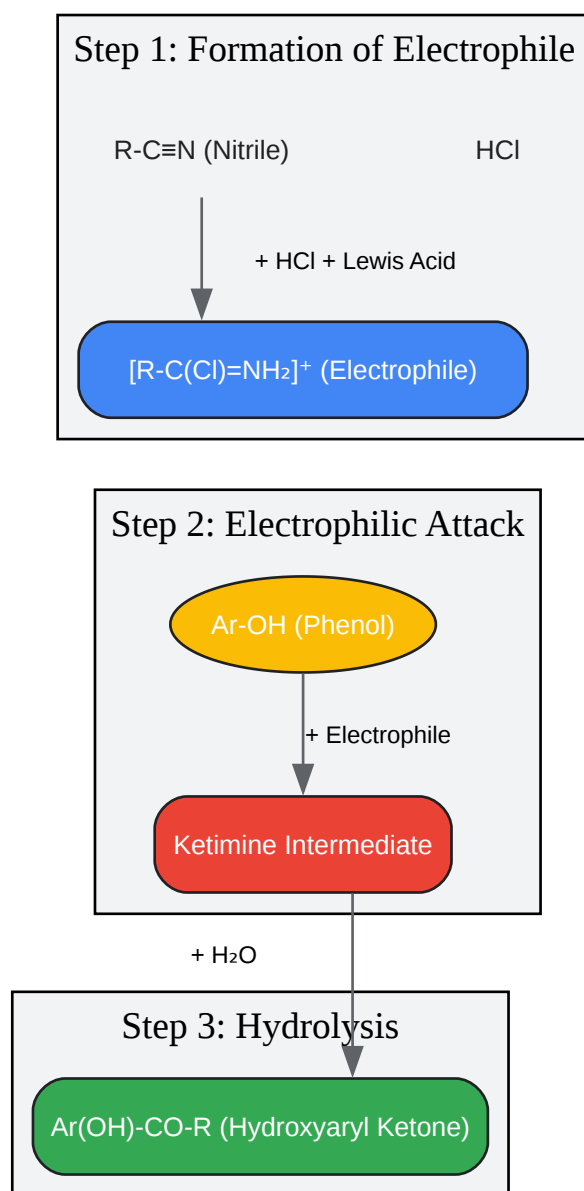 Step 1: Formation of Electrophile
R-C≡N (Nitrile) HCl
+ HCl + Lewis Acid
[R-C(Cl)=NH₂]⁺ (Electrophile)
Step 2: Electrophilic Attack
Ar-OH (Phenol)
+ Electrophile
Ketimine Intermediate
+ H₂O
Step 3: Hydrolysis
Ar(OH)-CO-R (Hydroxyaryl Ketone)